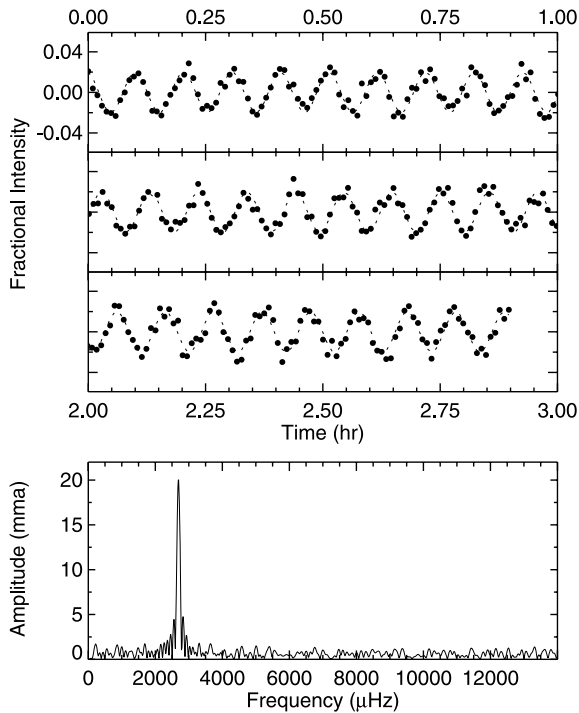 0.00 0.25 0.50 0.75 1.00
0.04
0.00
-0.04
Fractional Intensity
2.00 2.25 2.50 2.75 3.00
Time (hr)
20
15
10
5
0
Amplitude (mma)
0 2000 4000 6000 8000 10000 12000
Frequency (μHz)